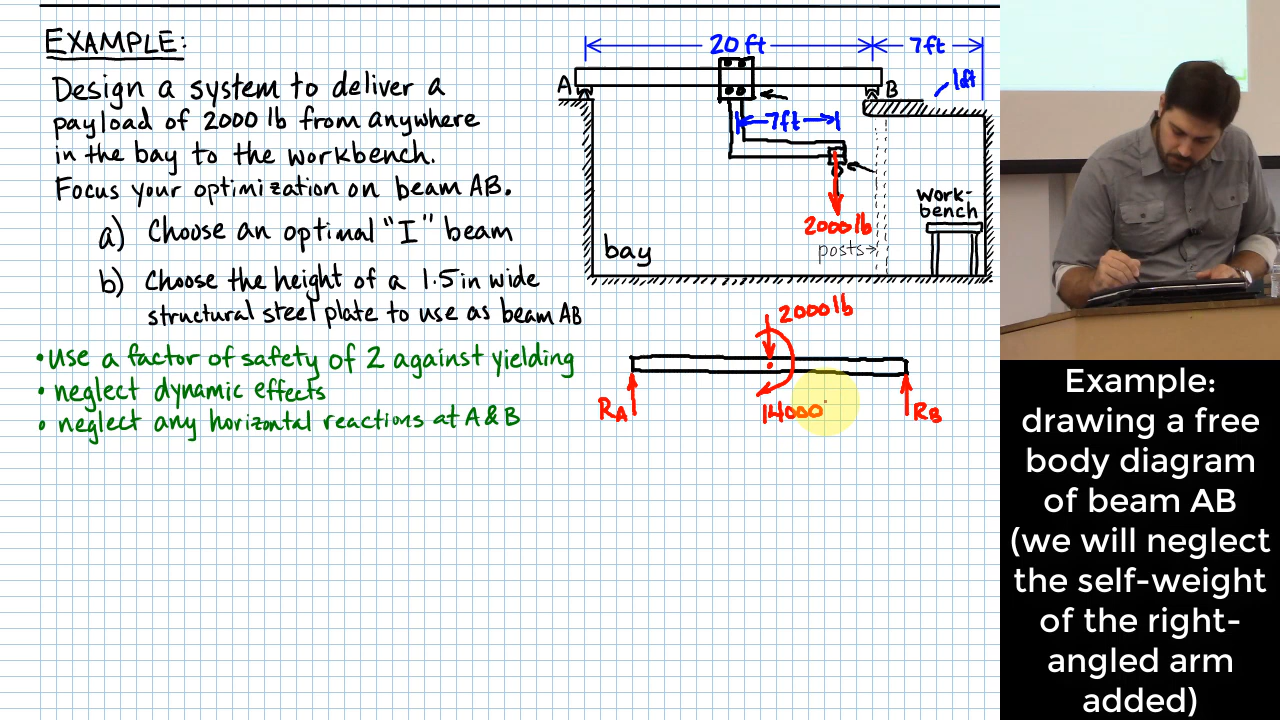 EXAMPLE:
Design a system to deliver a
payload of 2000 lb from anywhere
in the bay to the workbench.
Focus your optimization on beam AB.
a) Choose an optimal "I" beam
b) Choose the height of a 1.5 in wide
structural steel plate to use as beam AB
• use a factor of safety of 2 against yielding
• neglect dynamic effects
• neglect any horizontal reactions at A & B
20 ft
7 ft
A
B
1 ft
7 ft
work-
bench
2000 lb
posts
bay
2000 lb
RA
14000
RB
Example:
drawing a free
body diagram
of beam AB
(we will neglect
the self-weight
of the right-
angled arm
added)